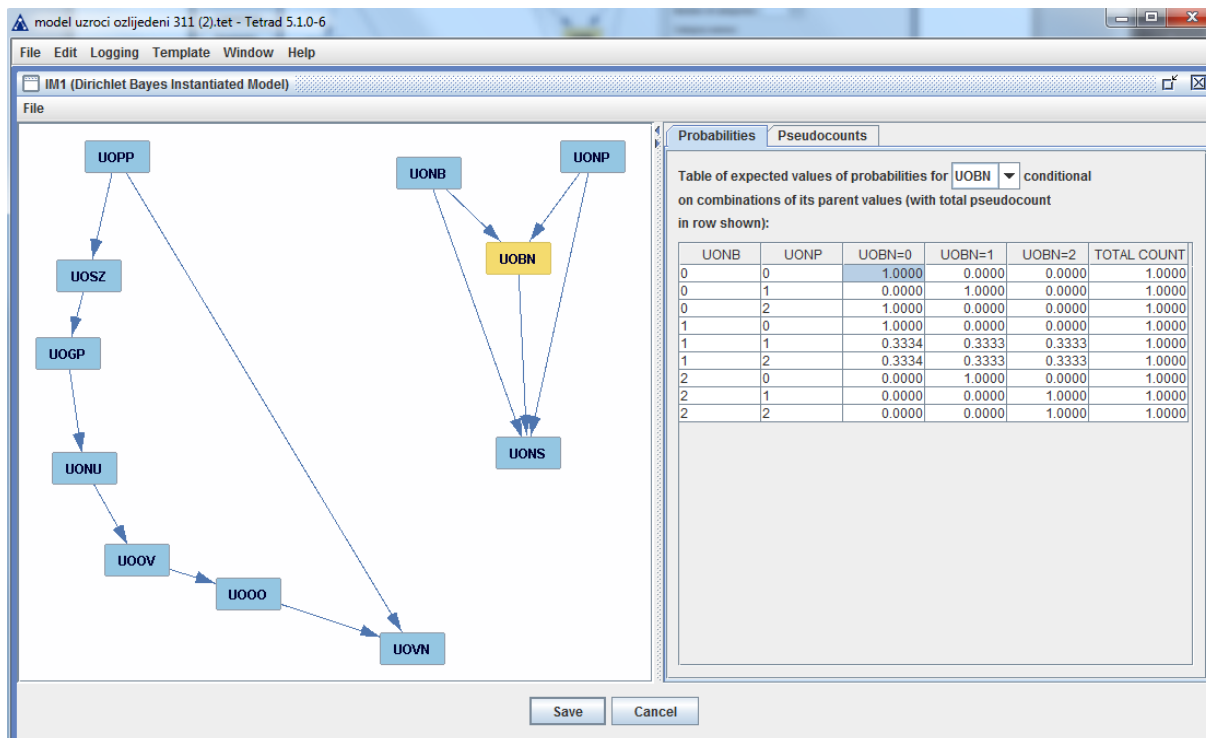 model uzroci ozlijedeni 311 (2).tet - Tetrad 5.1.0-6
File Edit Logging Template Window Help
IM1 (Dirichlet Bayes Instantiated Model)
File
UOPP
UONB
UONP
UOBN
UOSZ
UOGP
UONS
UONU
UOOV
UOOO
UOVN
Probabilities Pseudocounts
Table of expected values of probabilities for UOBN conditional
on combinations of its parent values (with total pseudocount
in row shown):
UONB UONP UOBN=0 UOBN=1 UOBN=2 TOTAL COUNT
0 0 1.0000 0.0000 0.0000 1.0000
0 1 0.0000 1.0000 0.0000 1.0000
0 2 1.0000 0.0000 0.0000 1.0000
1 0 1.0000 0.0000 0.0000 1.0000
1 1 0.3334 0.3333 0.3333 1.0000
1 2 0.3334 0.3333 0.3333 1.0000
2 0 0.0000 1.0000 0.0000 1.0000
2 1 0.0000 0.0000 1.0000 1.0000
2 2 0.0000 0.0000 1.0000 1.0000
Save Cancel